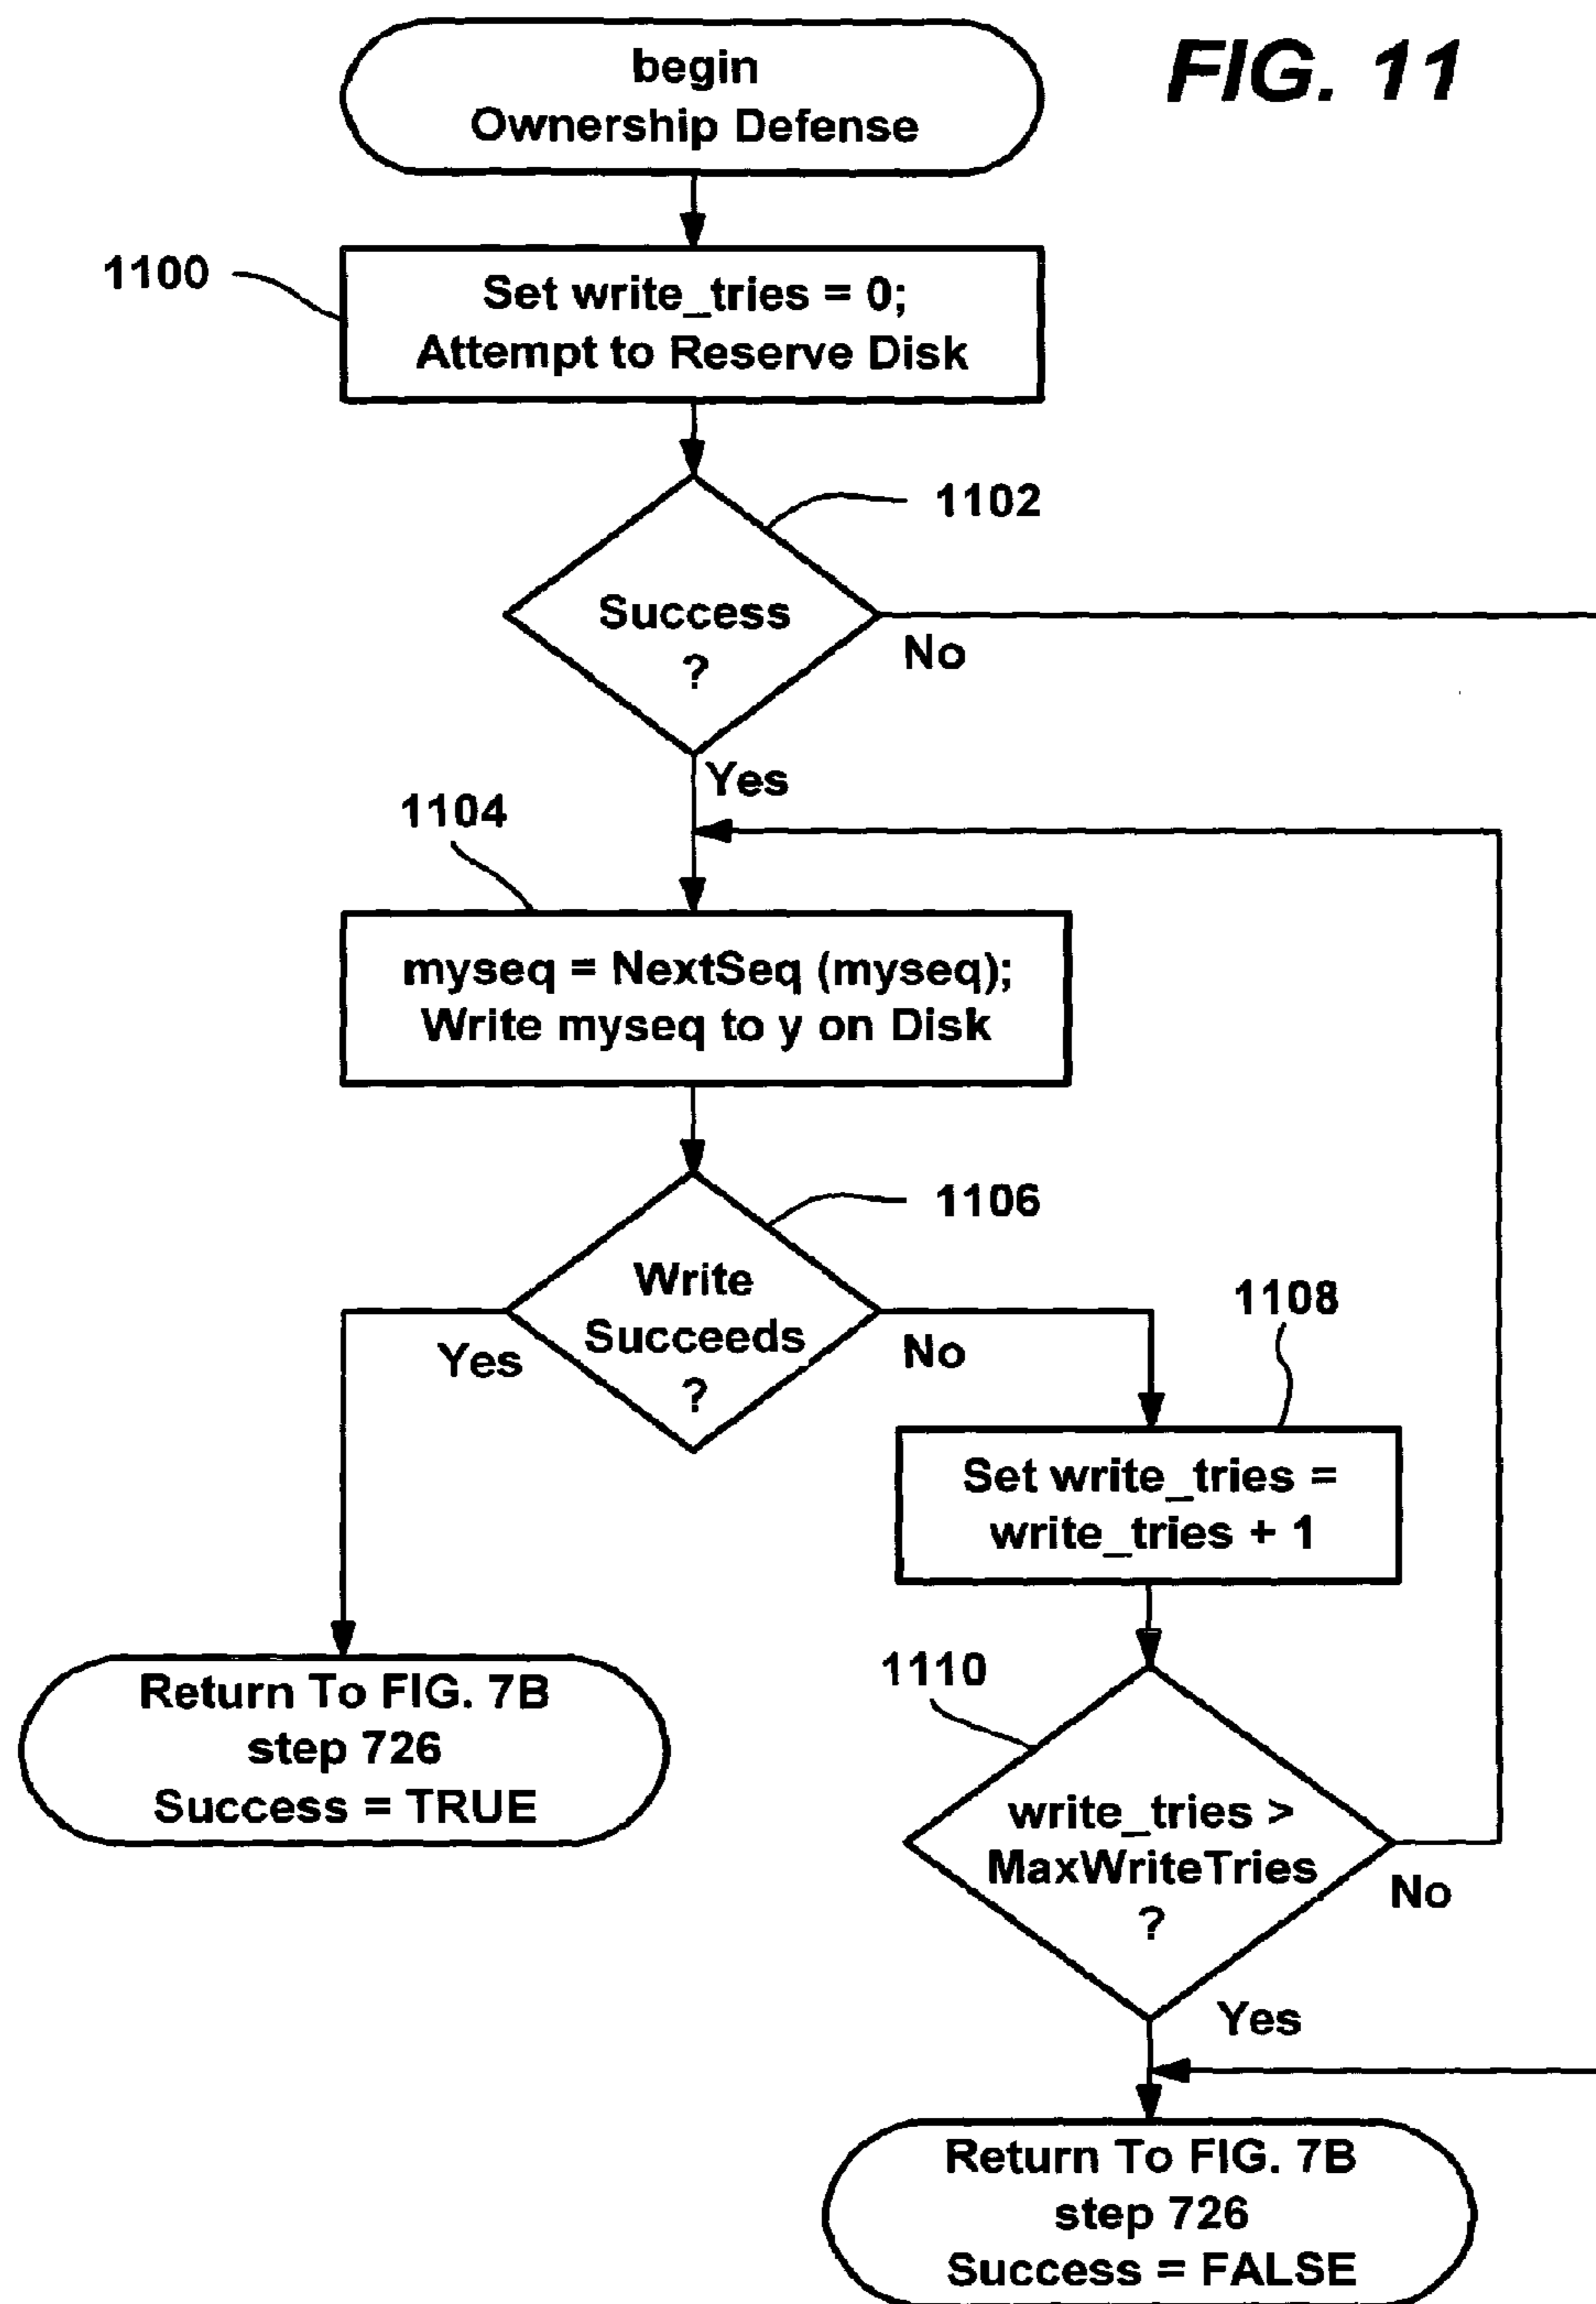 FIG. 11
begin
Ownership Defense
1100
Set write_tries = 0;
Attempt to Reserve Disk
1102
Success
?
No
Yes
1104
myseq = NextSeq (myseq);
Write myseq to y on Disk
1106
Write
Succeeds
?
Yes
No
1108
Set write_tries =
write_tries + 1
1110
write_tries >
MaxWriteTries
?
No
Yes
Return To FIG. 7B
step 726
Success = TRUE
Return To FIG. 7B
step 726
Success = FALSE